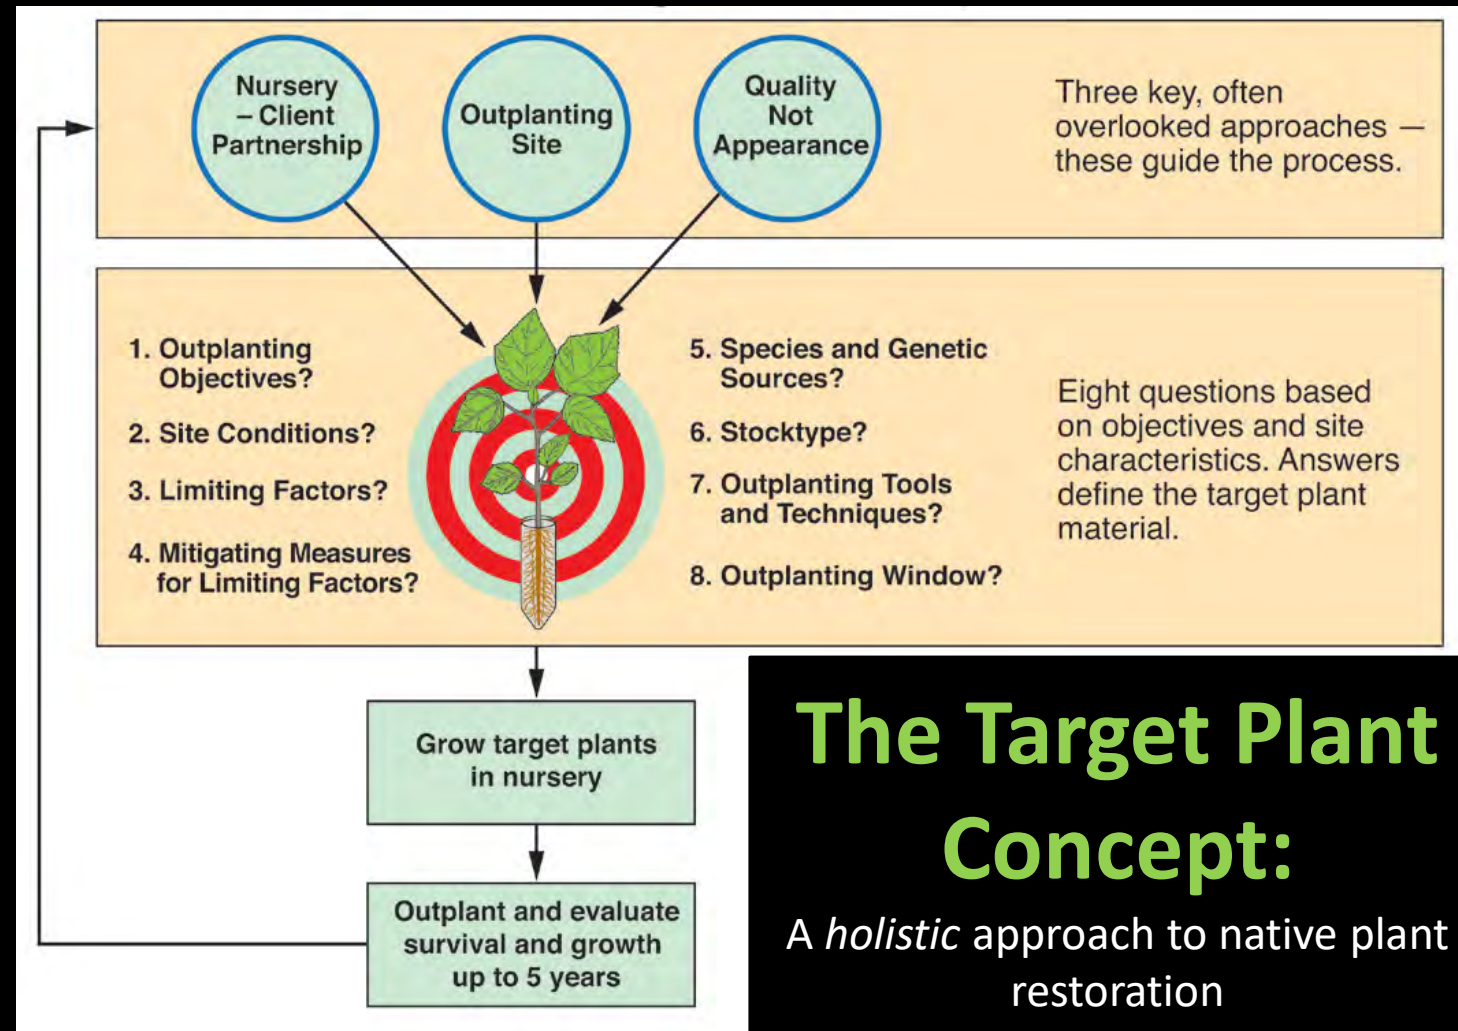 Nursery
– Client
Partnership
Outplanting
Site
Quality
Not
Appearance
Three key, often
overlooked approaches —
these guide the process.
1. Outplanting
Objectives?
2. Site Conditions?
3. Limiting Factors?
4. Mitigating Measures
for Limiting Factors?
5. Species and Genetic
Sources?
6. Stocktype?
7. Outplanting Tools
and Techniques?
8. Outplanting Window?
Eight questions based
on objectives and site
characteristics. Answers
define the target plant
material.
Grow target plants
in nursery
Outplant and evaluate
survival and growth
up to 5 years
The Target Plant
Concept:
A holistic approach to native plant
restoration